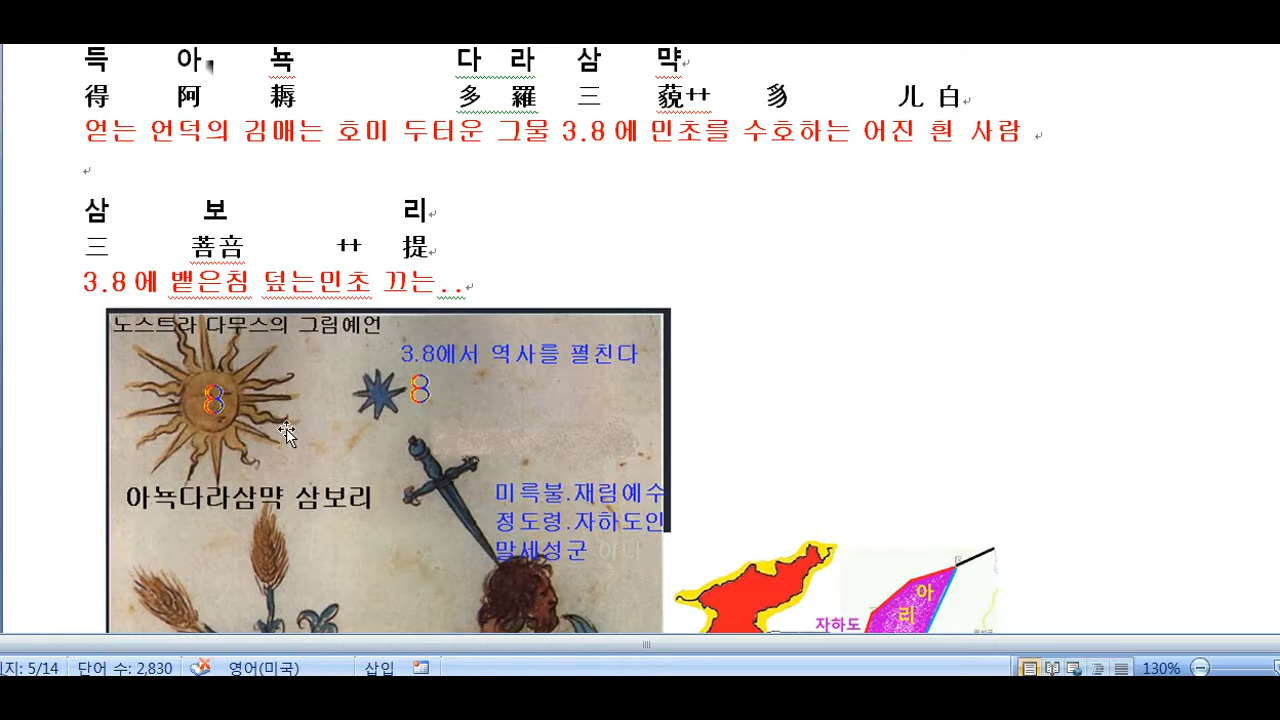 득 아 뇩 다 라 삼 먁
得 阿 耨 多 羅 三 藐 艹 豸 儿 白
얻는 언덕의 김매는 호미 두터운 그물 3.8에 민초를 수호하는 어진 흰 사람
삼 보 리
三 菩咅 艹 提
3.8에 뱉은침 덮는민초 끄는..
노스트라 다무스의 그림예언
3.8에서 역사를 펼친다
8 8
아뇩다라삼먁 삼보리
미륵불.재림예수
정도령.자하도인
말세성군 이다
아
리
자하도
지: 5/14 단어 수: 2,830 영어(미국) 삽입 130%